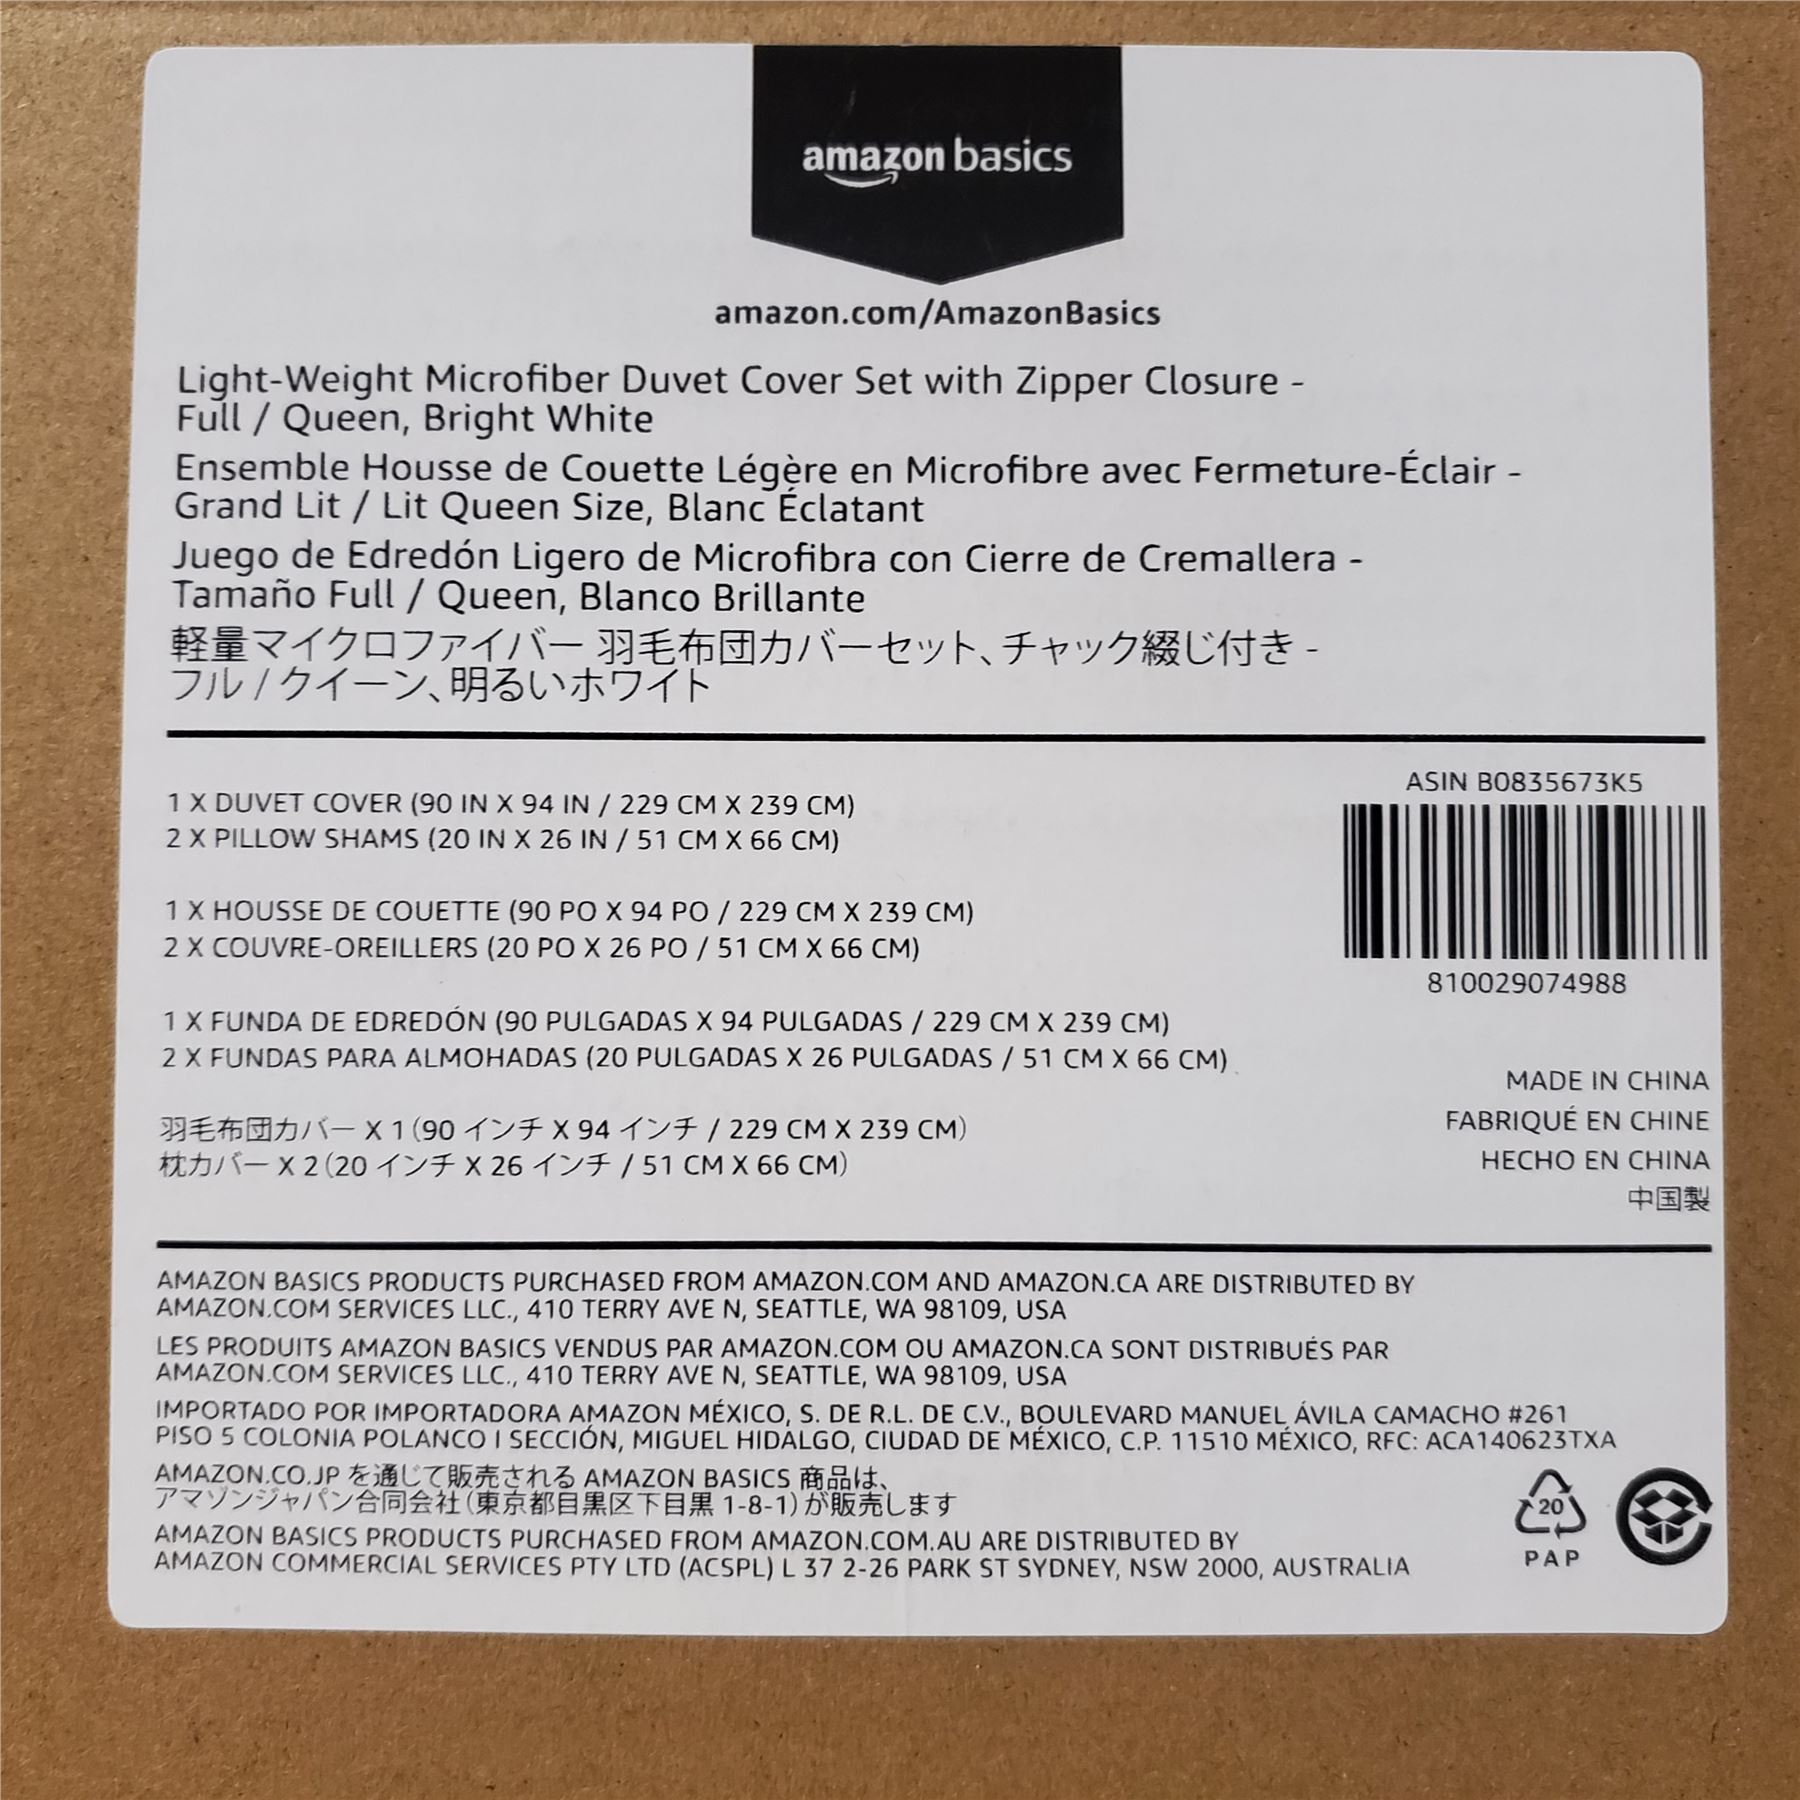 amazon basics
amazon.com/AmazonBasics
Light-Weight Microfiber Duvet Cover Set with Zipper Closure -
Full / Queen, Bright White
Ensemble Housse de Couette Légère en Microfibre avec Fermeture-Éclair -
Grand Lit / Lit Queen Size, Blanc Éclatant
Juego de Edredón Ligero de Microfibra con Cierre de Cremallera -
Tamaño Full / Queen, Blanco Brillante
軽量マイクロファイバー 羽毛布団カバーセット、チャック綴じ付き -
フル / クイーン、明るいホワイト
1 X DUVET COVER (90 IN X 94 IN / 229 CM X 239 CM)
2 X PILLOW SHAMS (20 IN X 26 IN / 51 CM X 66 CM)
1 X HOUSSE DE COUETTE (90 PO X 94 PO / 229 CM X 239 CM)
2 X COUVRE-OREILLERS (20 PO X 26 PO / 51 CM X 66 CM)
1 X FUNDA DE EDREDÓN (90 PULGADAS X 94 PULGADAS / 229 CM X 239 CM)
2 X FUNDAS PARA ALMOHADAS (20 PULGADAS X 26 PULGADAS / 51 CM X 66 CM)
羽毛布団カバー X 1（90 インチ X 94 インチ / 229 CM X 239 CM）
枕カバー X 2（20 インチ X 26 インチ / 51 CM X 66 CM）
ASIN B0835673K5
810029074988
MADE IN CHINA
FABRIQUÉ EN CHINE
HECHO EN CHINA
中国製
AMAZON BASICS PRODUCTS PURCHASED FROM AMAZON.COM AND AMAZON.CA ARE DISTRIBUTED BY
AMAZON.COM SERVICES LLC., 410 TERRY AVE N, SEATTLE, WA 98109, USA
LES PRODUITS AMAZON BASICS VENDUS PAR AMAZON.COM OU AMAZON.CA SONT DISTRIBUÉS PAR
AMAZON.COM SERVICES LLC., 410 TERRY AVE N, SEATTLE, WA 98109, USA
IMPORTADO POR IMPORTADORA AMAZON MÉXICO, S. DE R.L. DE C.V., BOULEVARD MANUEL ÁVILA CAMACHO #261
PISO 5 COLONIA POLANCO I SECCIÓN, MIGUEL HIDALGO, CIUDAD DE MÉXICO, C.P. 11510 MÉXICO, RFC: ACA140623TXA
AMAZON.CO.JP を通じて販売される AMAZON BASICS 商品は、
アマゾンジャパン合同会社（東京都目黒区下目黒 1-8-1）が販売します
AMAZON BASICS PRODUCTS PURCHASED FROM AMAZON.COM.AU ARE DISTRIBUTED BY
AMAZON COMMERCIAL SERVICES PTY LTD (ACSPL) L 37 2-26 PARK ST SYDNEY, NSW 2000, AUSTRALIA
20
PAP